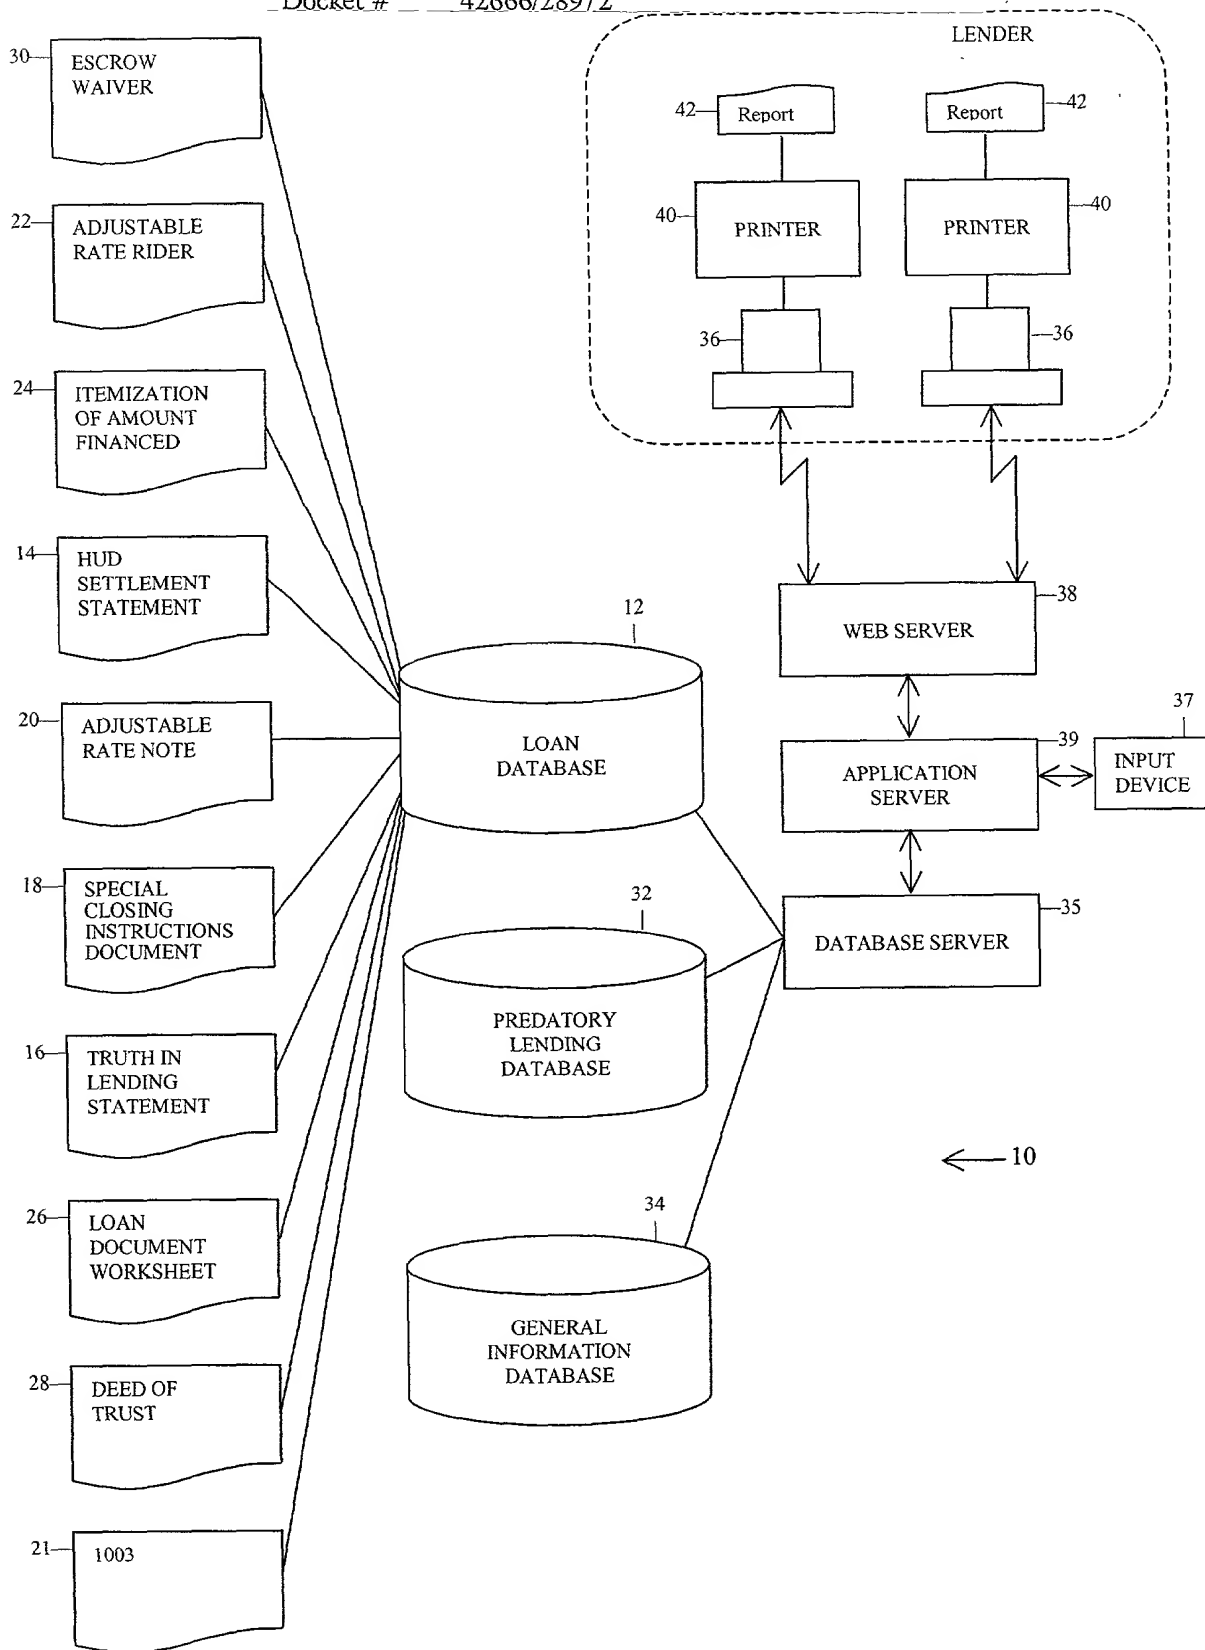 Docket # 42666/28972
30
ESCROW
WAIVER
22
ADJUSTABLE
RATE RIDER
24
ITEMIZATION
OF AMOUNT
FINANCED
14
HUD
SETTLEMENT
STATEMENT
20
ADJUSTABLE
RATE NOTE
18
SPECIAL
CLOSING
INSTRUCTIONS
DOCUMENT
16
TRUTH IN
LENDING
STATEMENT
26
LOAN
DOCUMENT
WORKSHEET
28
DEED OF
TRUST
21
1003
12
LOAN
DATABASE
32
PREDATORY
LENDING
DATABASE
34
GENERAL
INFORMATION
DATABASE
LENDER
42
Report
Report
42
40
PRINTER
PRINTER
40
36
36
38
WEB SERVER
39
APPLICATION
SERVER
37
INPUT
DEVICE
35
DATABASE SERVER
10